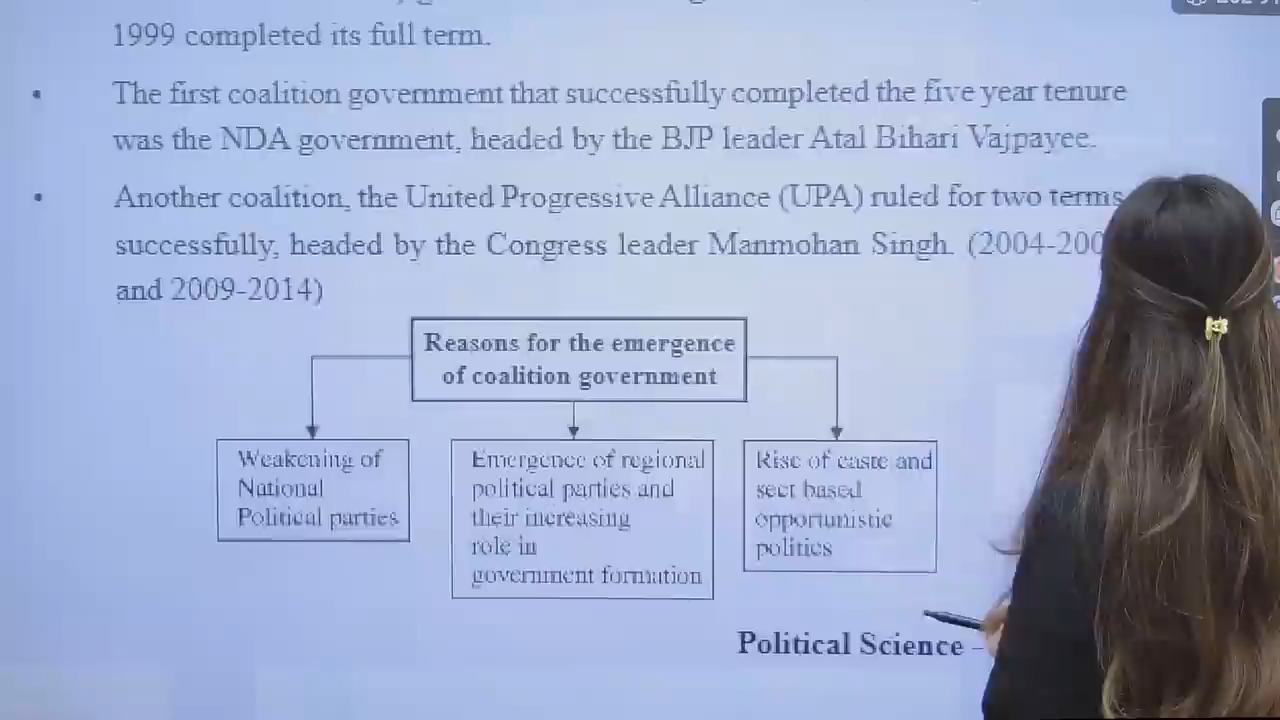 1999 completed its full term.
• The first coalition government that successfully completed the five year tenure
was the NDA government, headed by the BJP leader Atal Bihari Vajpayee.
• Another coalition, the United Progressive Alliance (UPA) ruled for two terms
successfully, headed by the Congress leader Manmohan Singh. (2004-200
and 2009-2014)
Reasons for the emergence
of coalition government
Weakening of
National
Political parties
Emergence of regional
political parties and
their increasing
role in
government formation
Rise of caste and
sect based
opportunistic
politics
Political Science –